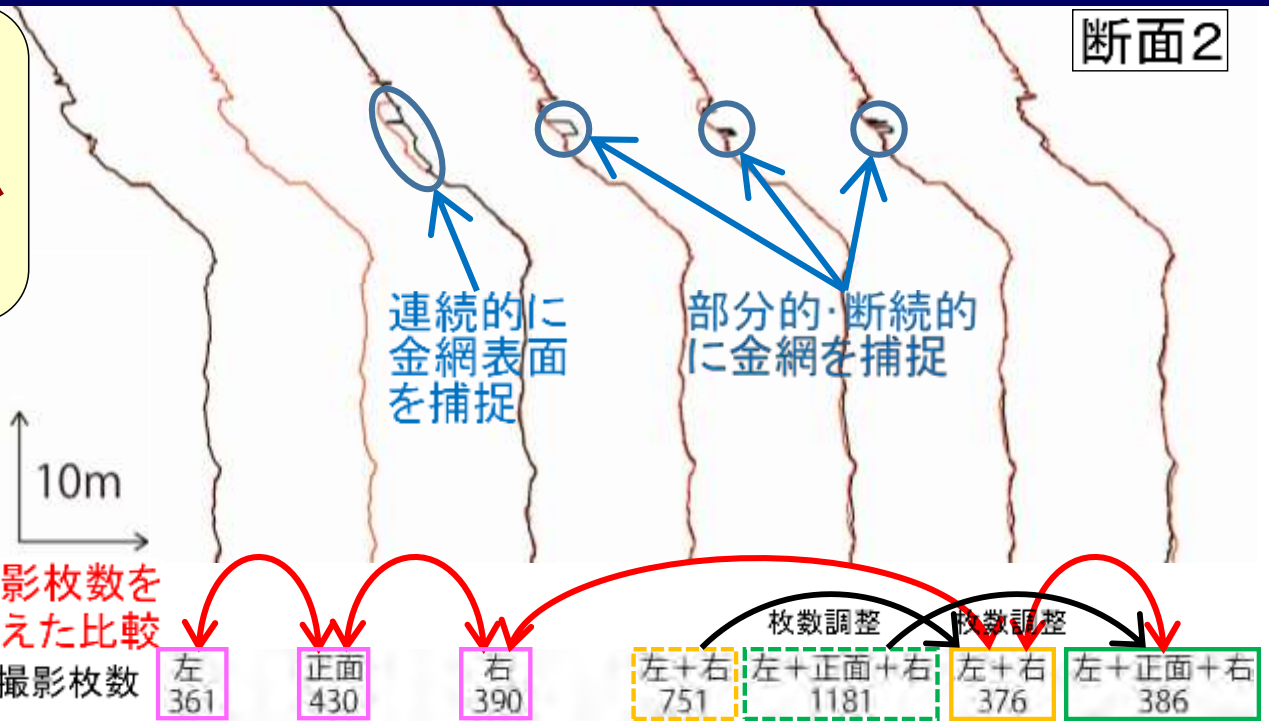 断面2
連続的に
金網表面
を捕捉
部分的・断続的
に金網を捕捉
10m
影枚数を
えた比較
枚数調整
枚数調整
撮影枚数
左
361
正面
430
右
390
左+右
751
左+正面+右
1181
左+右
376
左+正面+右
386